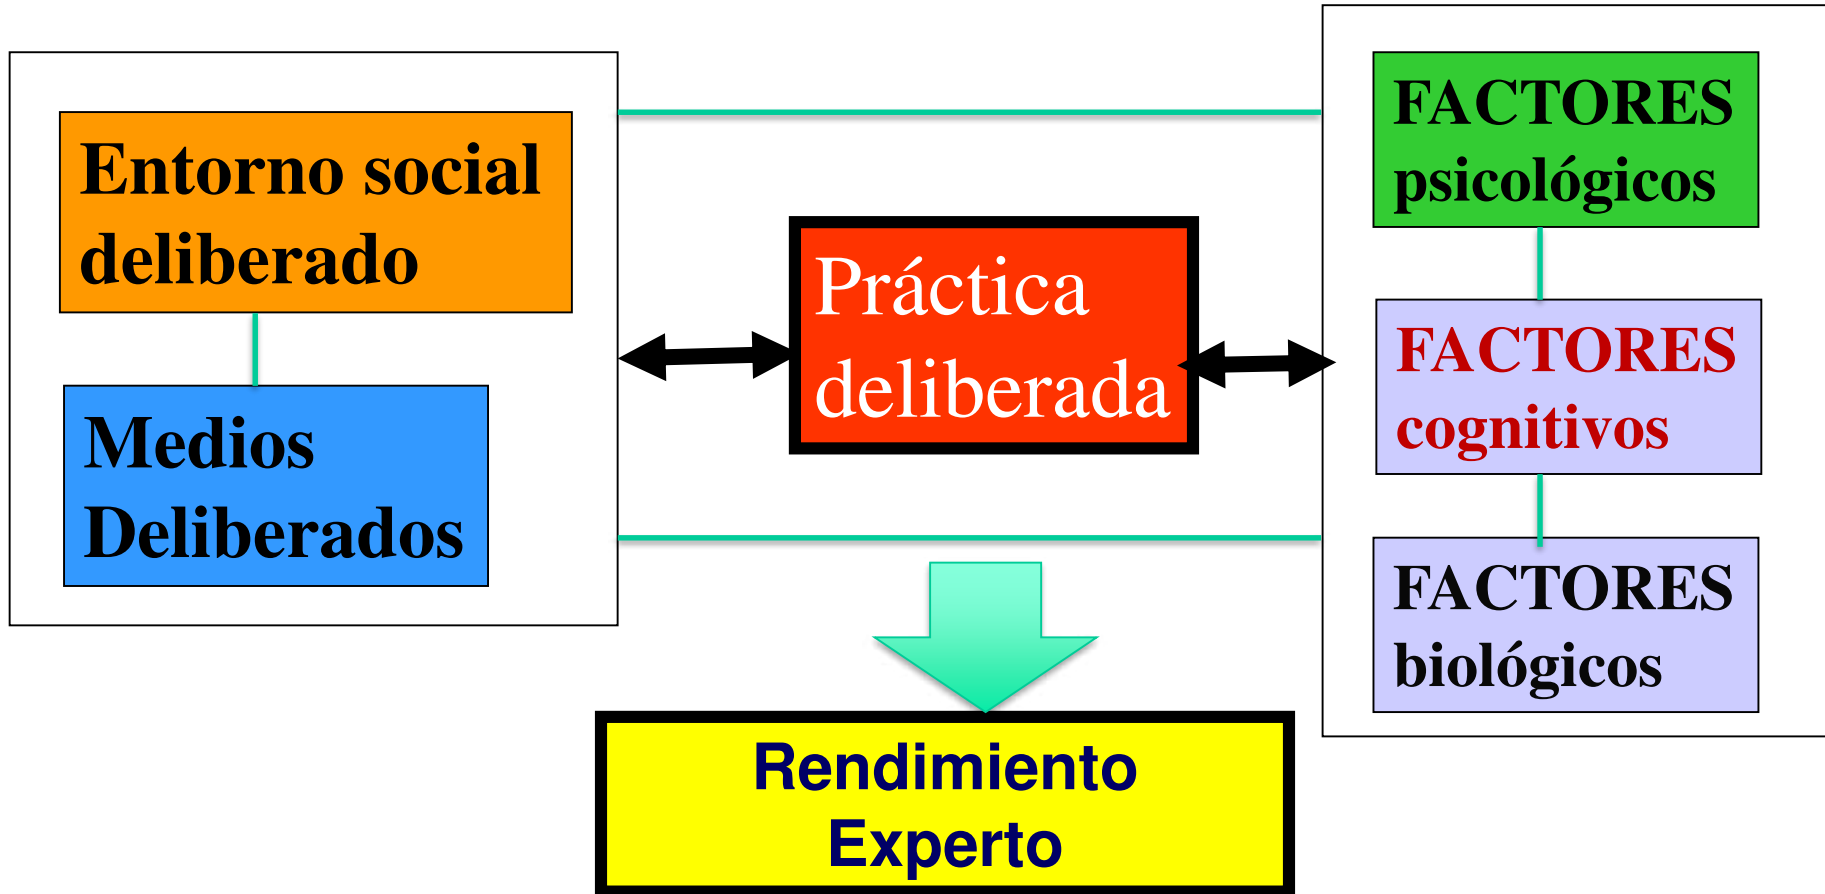 Entorno social
deliberado
Medios
Deliberados
Práctica
deliberada
FACTORES
psicológicos
FACTORES
cognitivos
FACTORES
biológicos
Rendimiento
Experto